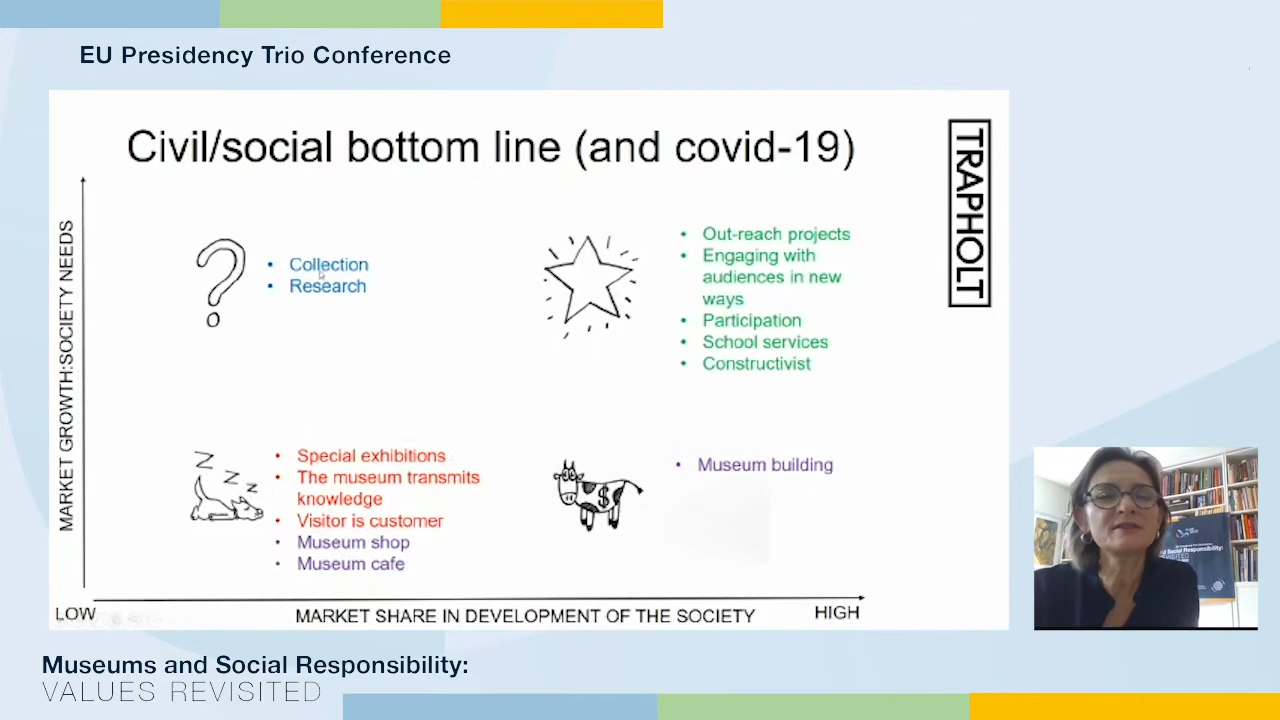 EU Presidency Trio Conference
Civil/social bottom line (and covid-19)
TRAPHOLT
MARKET GROWTH:SOCIETY NEEDS
?
• Collection
• Research
• Out-reach projects
• Engaging with
audiences in new
ways
• Participation
• School services
• Constructivist
Z
Z
Z
• Special exhibitions
• The museum transmits
knowledge
• Visitor is customer
• Museum shop
• Museum cafe
$
• Museum building
LOW
MARKET SHARE IN DEVELOPMENT OF THE SOCIETY
HIGH
Social Responsibility:
Museums and Social Responsibility:
VALUES REVISITED